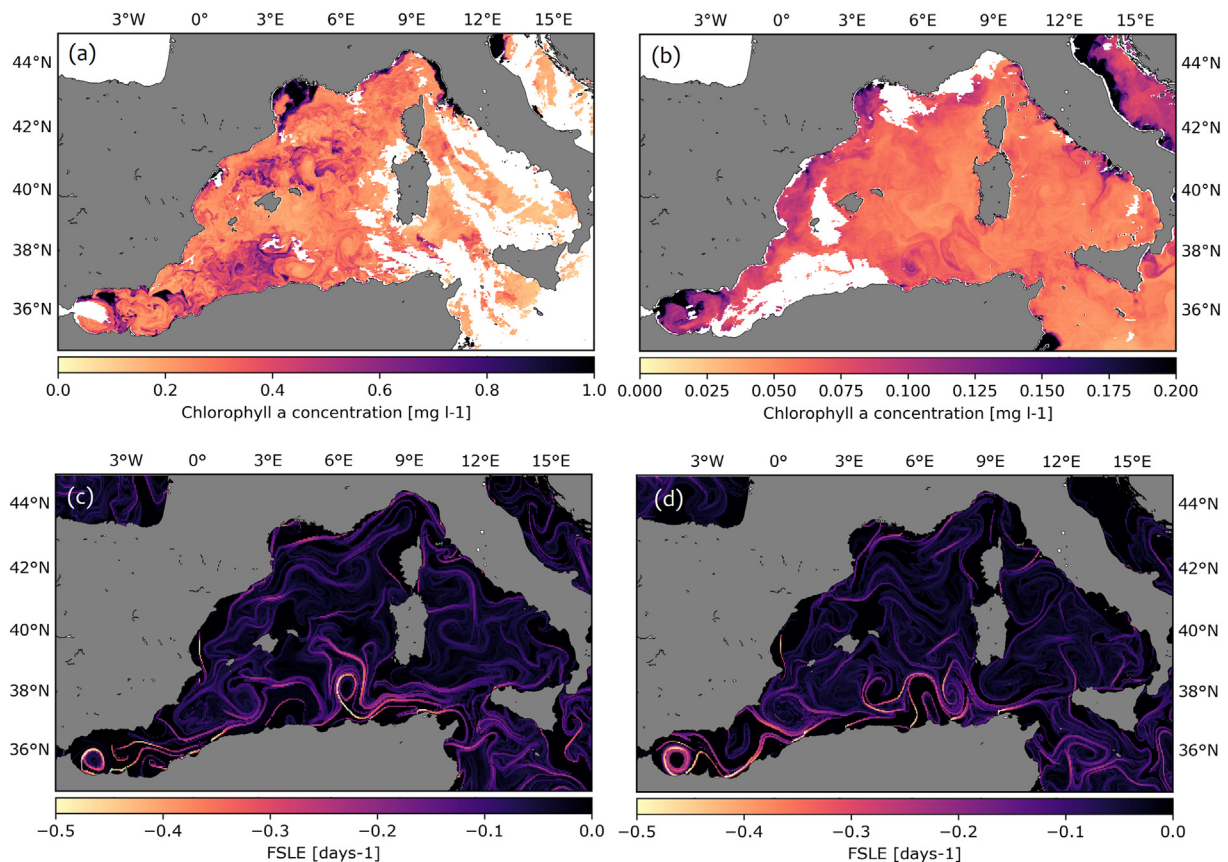 3°W 0° 3°E 6°E 9°E 12°E 15°E
3°W 0° 3°E 6°E 9°E 12°E 15°E
(a)
(b)
44°N 44°N
42°N 42°N
40°N 40°N
38°N 38°N
36°N 36°N
0.0 0.2 0.4 0.6 0.8 1.0
Chlorophyll a concentration [mg l-1]
0.000 0.025 0.050 0.075 0.100 0.125 0.150 0.175 0.200
Chlorophyll a concentration [mg l-1]
3°W 0° 3°E 6°E 9°E 12°E 15°E
3°W 0° 3°E 6°E 9°E 12°E 15°E
(c)
(d)
44°N 44°N
42°N 42°N
40°N 40°N
38°N 38°N
36°N 36°N
−0.5 −0.4 −0.3 −0.2 −0.1 0.0
FSLE [days-1]
−0.5 −0.4 −0.3 −0.2 −0.1 0.0
FSLE [days-1]